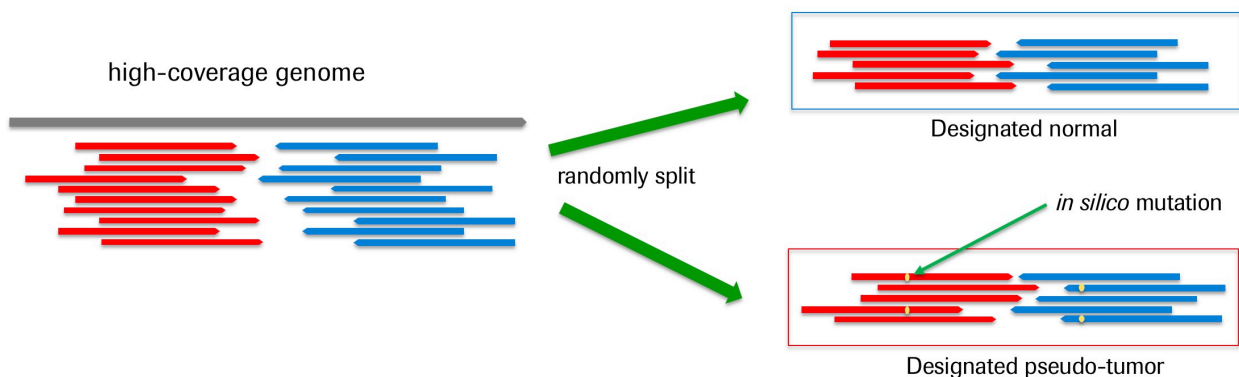 high-coverage genome
randomly split
Designated normal
in silico mutation
Designated pseudo-tumor